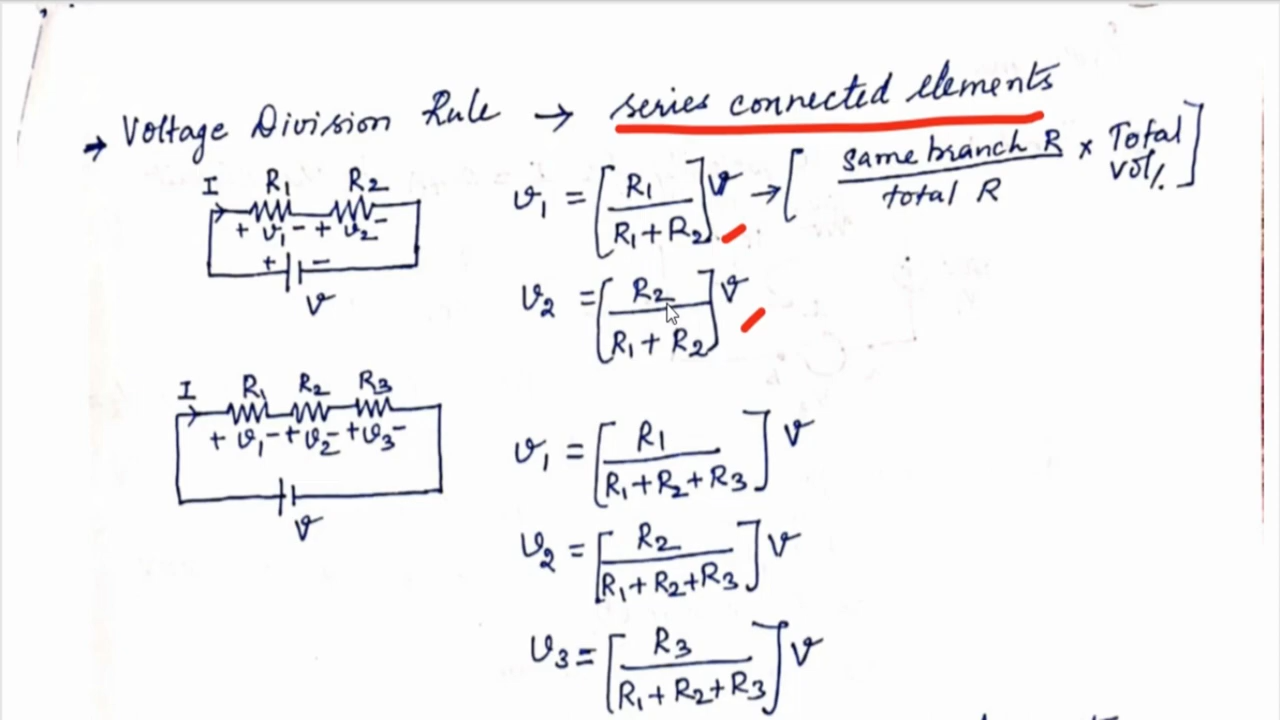 → Voltage Division Rule → series connected elements
I R₁ R₂
+ v₁ - + v₂ -
+ -
v
v₁ = [R₁ / (R₁ + R₂)] v → [same branch R / total R × Total vol.]
v₂ = [R₂ / (R₁ + R₂)] v
I R₁ R₂ R₃
+ v₁ - + v₂ - + v₃ -
v
v₁ = [R₁ / (R₁ + R₂ + R₃)] v
v₂ = [R₂ / (R₁ + R₂ + R₃)] v
v₃ = [R₃ / (R₁ + R₂ + R₃)] v